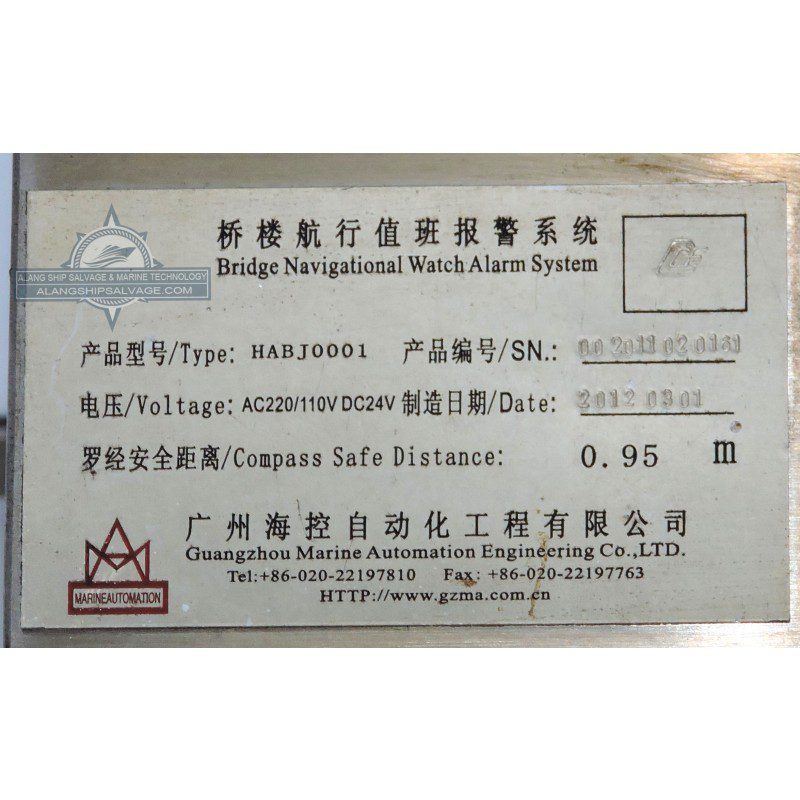 ALANG SHIP SALVAGE & MARINE TECHNOLOGY
ALANGSHIPSALVAGE.COM
桥楼航行值班报警系统
Bridge Navigational Watch Alarm System
产品型号/Type: HABJ0001 产品编号/SN.: 00 2011 02 0131
电压/Voltage: AC220/110V DC24V 制造日期/Date: 2012 0301
罗经安全距离/Compass Safe Distance: 0.95 m
MARINEAUTOMATION
广州海控自动化工程有限公司
Guangzhou Marine Automation Engineering Co.,LTD.
Tel:+86-020-22197810 Fax: +86-020-22197763
HTTP://www.gzma.com.cn